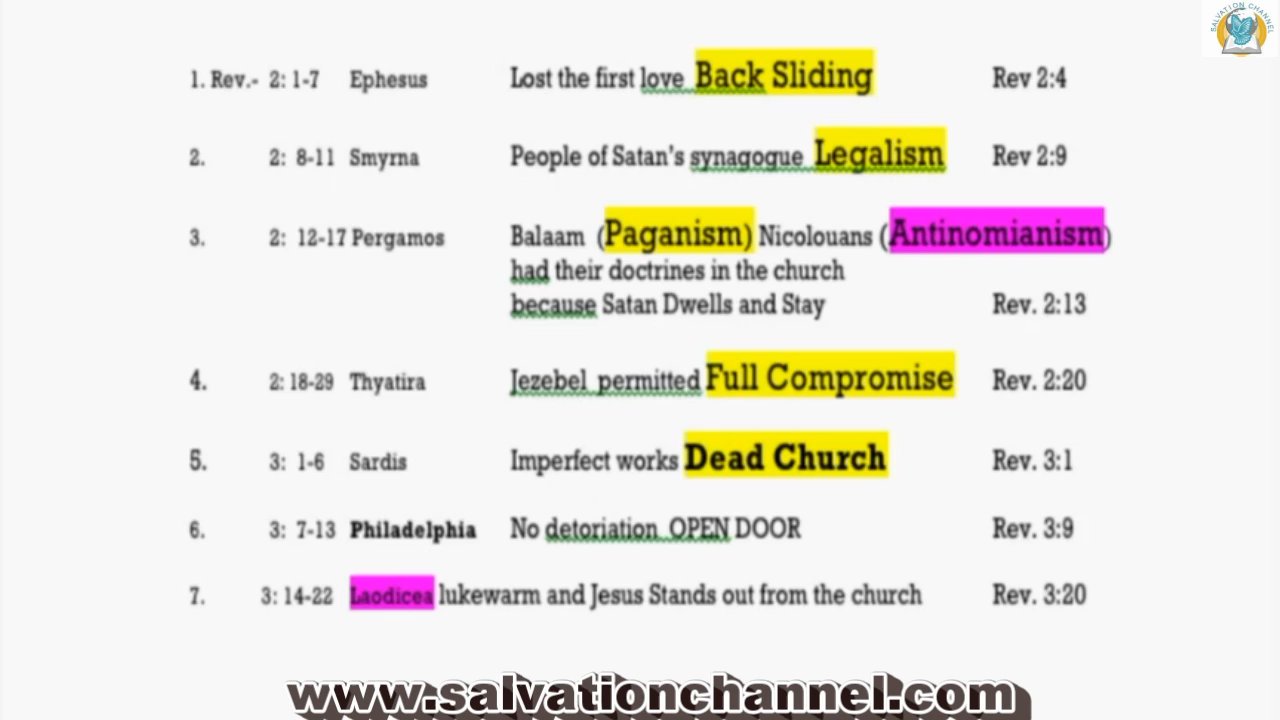 SALVATION CHANNEL
1. Rev.- 2: 1-7 Ephesus Lost the first love Back Sliding Rev 2:4
2. 2: 8-11 Smyrna People of Satan's synagogue Legalism Rev 2:9
3. 2: 12-17 Pergamos Balaam (Paganism) Nicolouans (Antinomianism)
had their doctrines in the church
because Satan Dwells and Stay Rev. 2:13
4. 2: 18-29 Thyatira Jezebel permitted Full Compromise Rev. 2:20
5. 3: 1-6 Sardis Imperfect works Dead Church Rev. 3:1
6. 3: 7-13 Philadelphia No detoriation OPEN DOOR Rev. 3:9
7. 3: 14-22 Laodicea lukewarm and Jesus Stands out from the church Rev. 3:20
www.salvationchannel.com